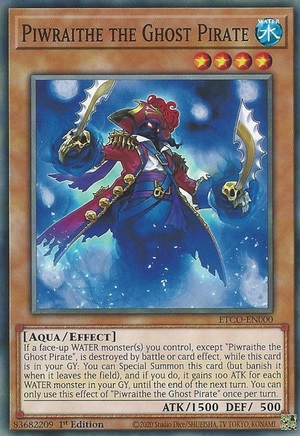 PIWRAITHE THE GHOST PIRATE
WATER
水
ETCO-EN000
[AQUA/EFFECT]
If a face-up WATER monster(s) you control, except "Piwraithe the
Ghost Pirate", is destroyed by battle or card effect, while this card
is in your GY: You can Special Summon this card (but banish it
when it leaves the field), and if you do, it gains 100 ATK for each
WATER monster in your GY, until the end of the next turn. You can
only use this effect of "Piwraithe the Ghost Pirate" once per turn.
ATK/1500 DEF/ 500
83682209 1st Edition ©2020 Studio Dice/SHUEISHA, TV TOKYO, KONAMI